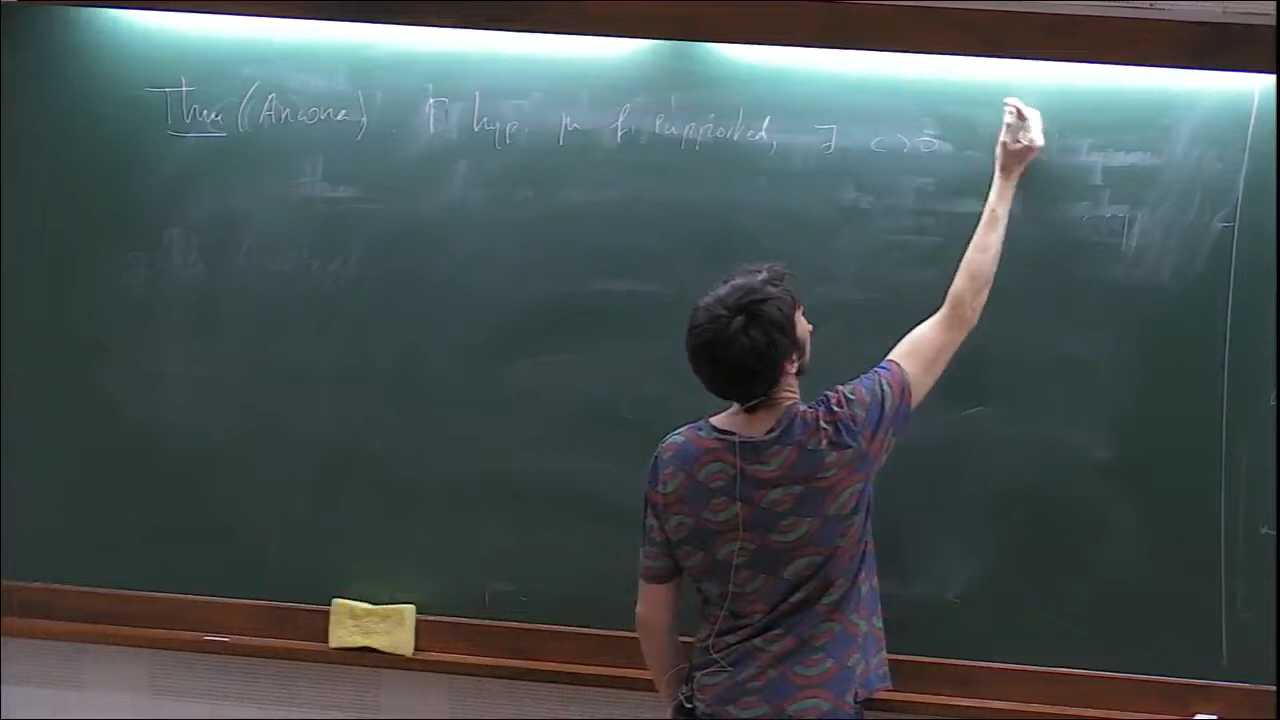 Thm (Ancona) Γ hyp. μ f. supported, ∃ c>0